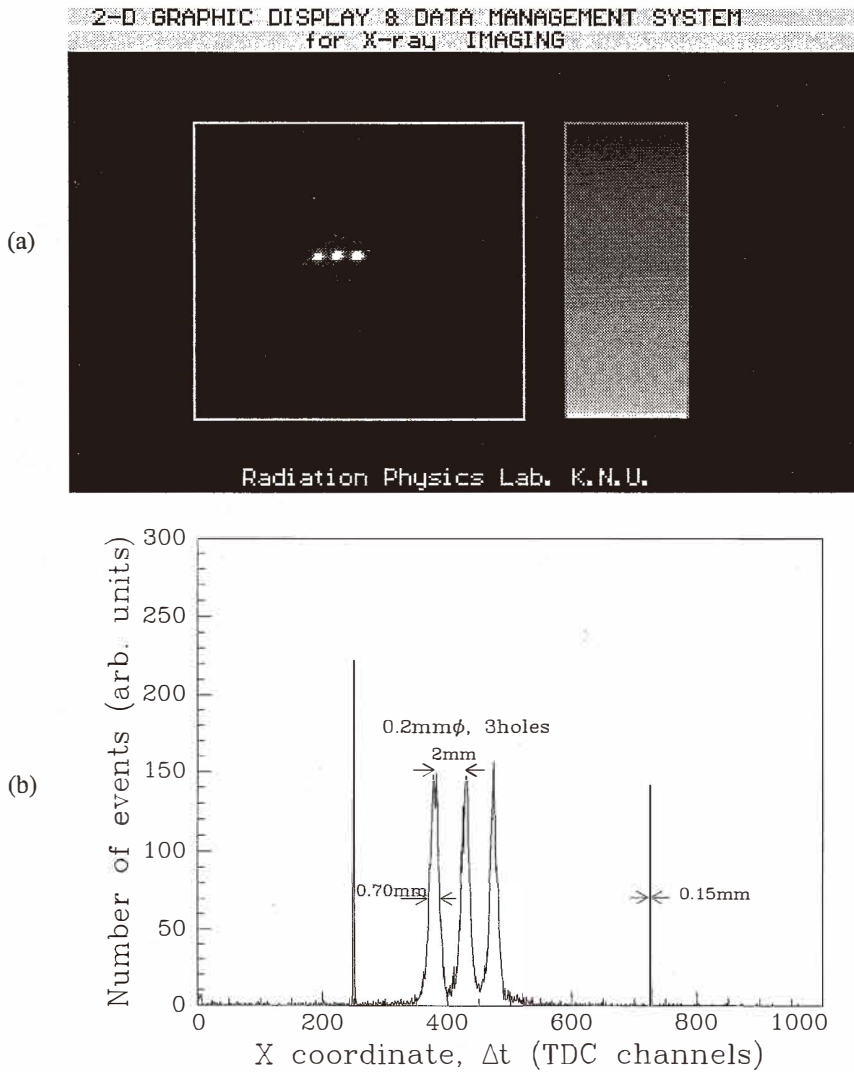 2-D GRAPHIC DISPLAY & DATA MANAGEMENT SYSTEM
for X-ray IMAGING
(a)
Radiation Physics Lab. K.N.U.
(b)
Number of events (arb. units)
300
250
200
150
100
50
0
0.2mmϕ, 3holes
2mm
0.70mm
0.15mm
0 200 400 600 800 1000
X coordinate, Δt (TDC channels)